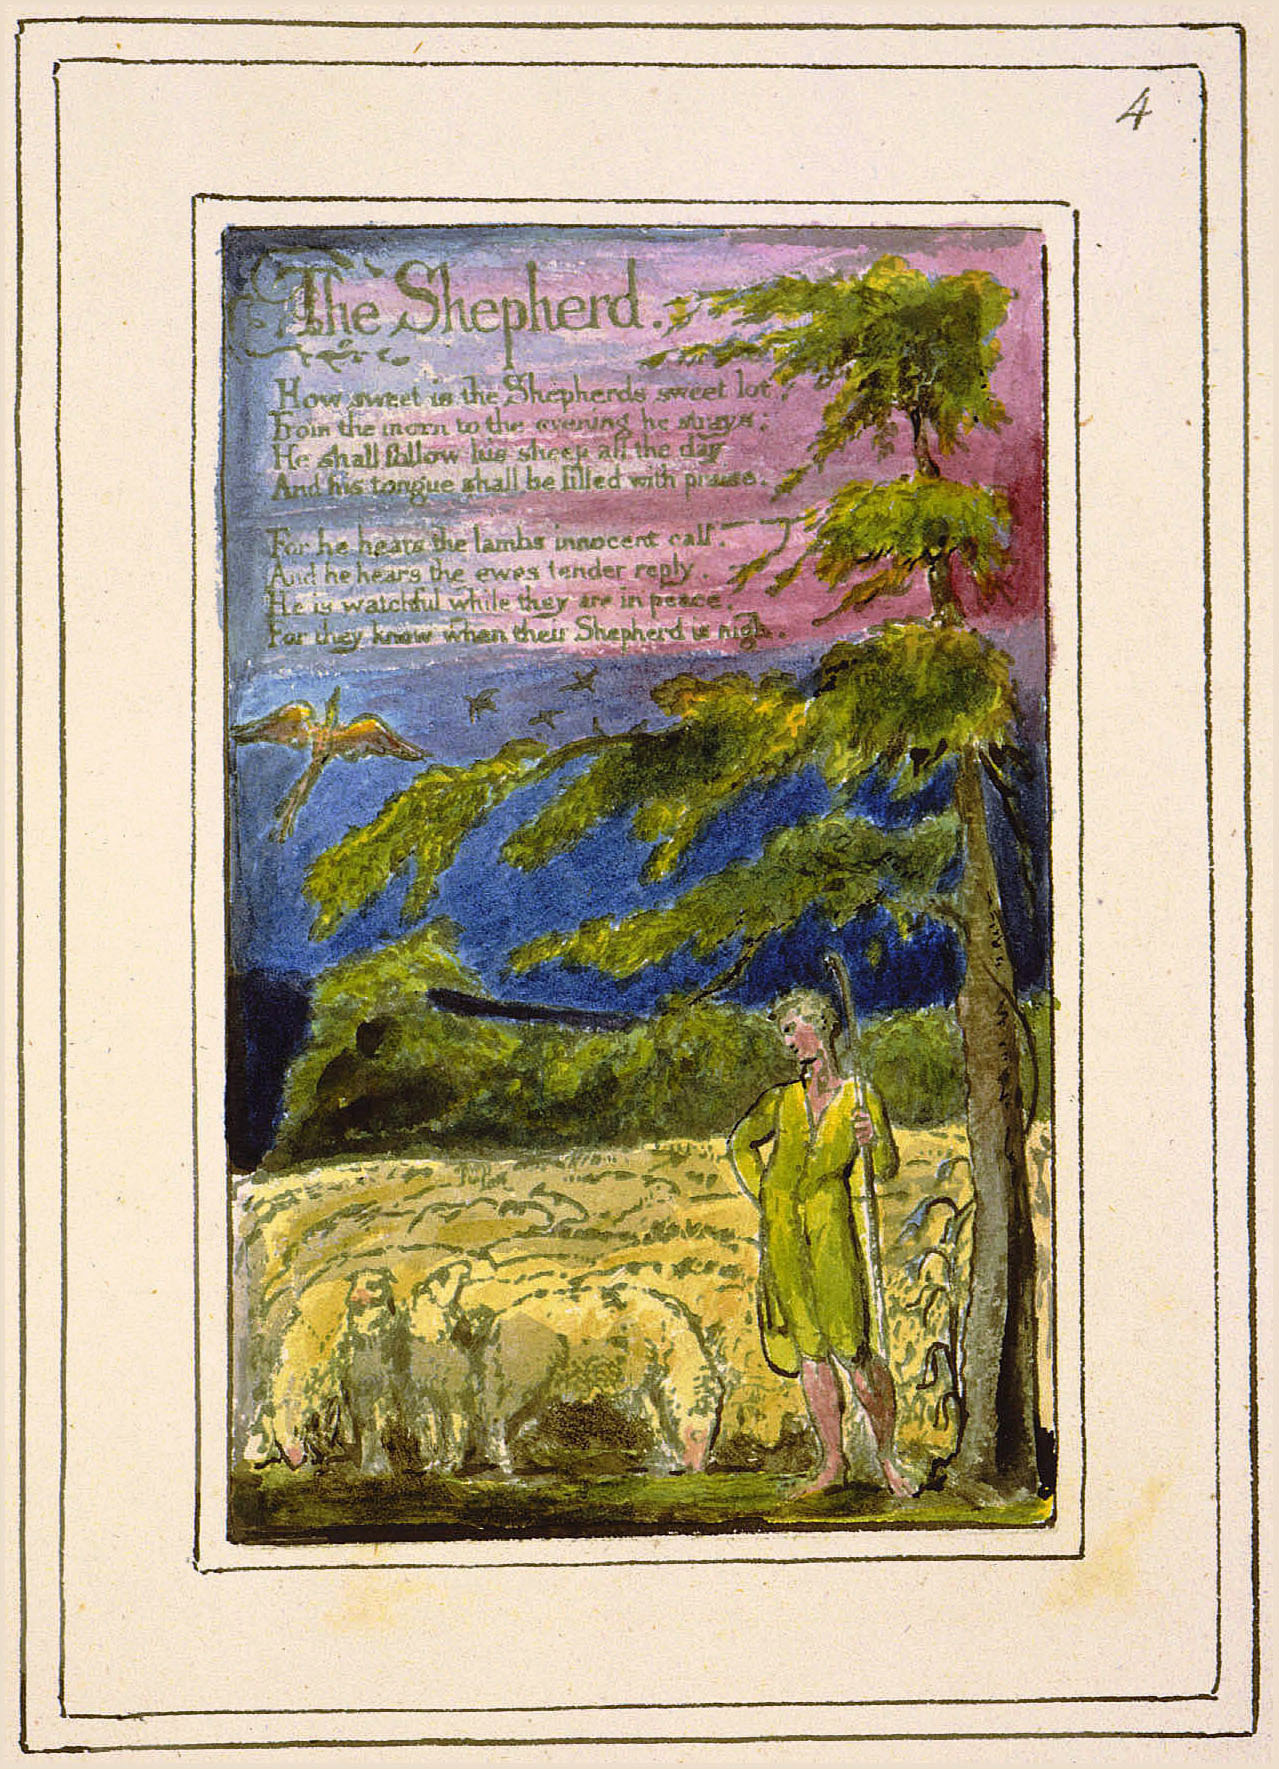 4
The Shepherd.
How sweet is the Shepherds sweet lot,
From the morn to the evening he strays:
He shall follow his sheep all the day
And his tongue shall be filled with praise.
For he hears the lambs innocent call.
And he hears the ewes tender reply.
He is watchful while they are in peace.
For they know when their Shepherd is nigh.